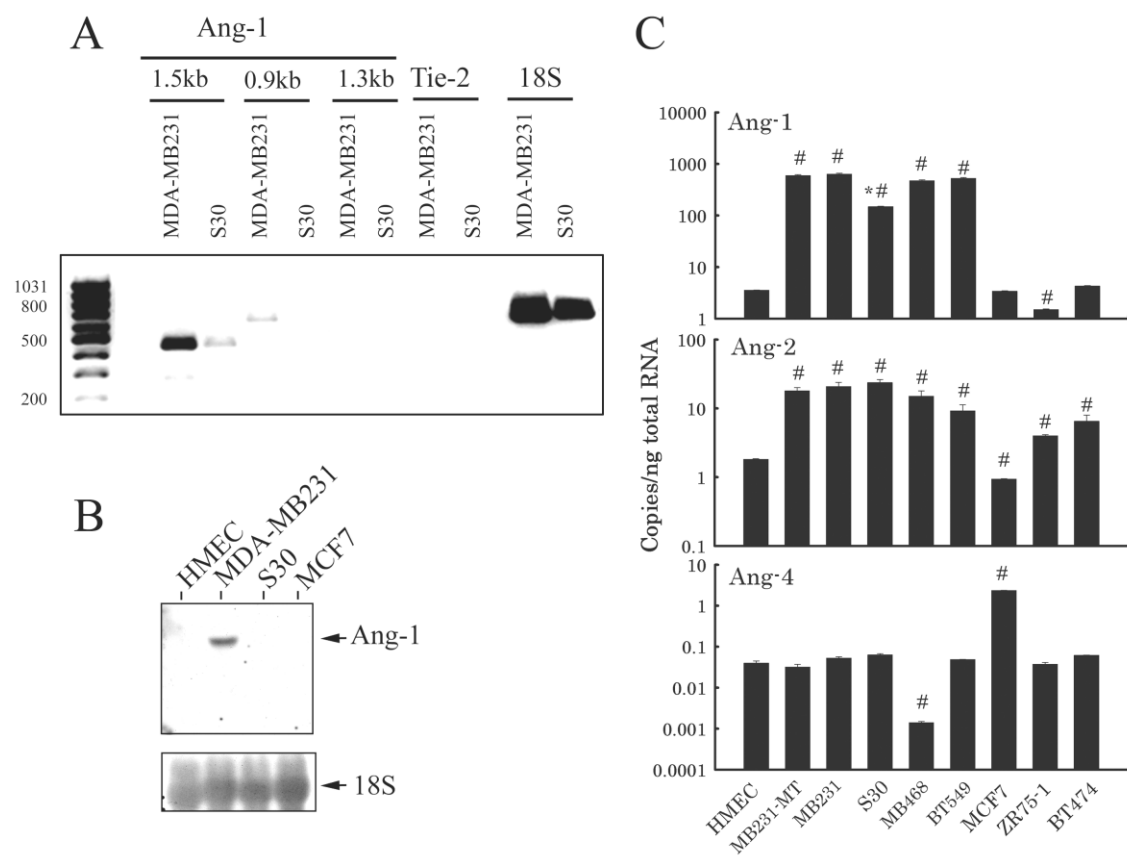 A
Ang-1
1.5kb 0.9kb 1.3kb Tie-2 18S
MDA-MB231 S30 MDA-MB231 S30 MDA-MB231 S30 MDA-MB231 S30 MDA-MB231 S30
1031
800
500
200
B
HMEC MDA-MB231 S30 MCF7
Ang-1
18S
C
Copies/ng total RNA
Ang-1
10000
1000
100
10
1
# # *# # # #
Ang-2
100
10
1
0.1
# # # # # # # #
Ang-4
10
1
0.1
0.01
0.001
0.0001
# #
HMEC MB231-MT MB231 S30 MB468 BT549 MCF7 ZR75-1 BT474